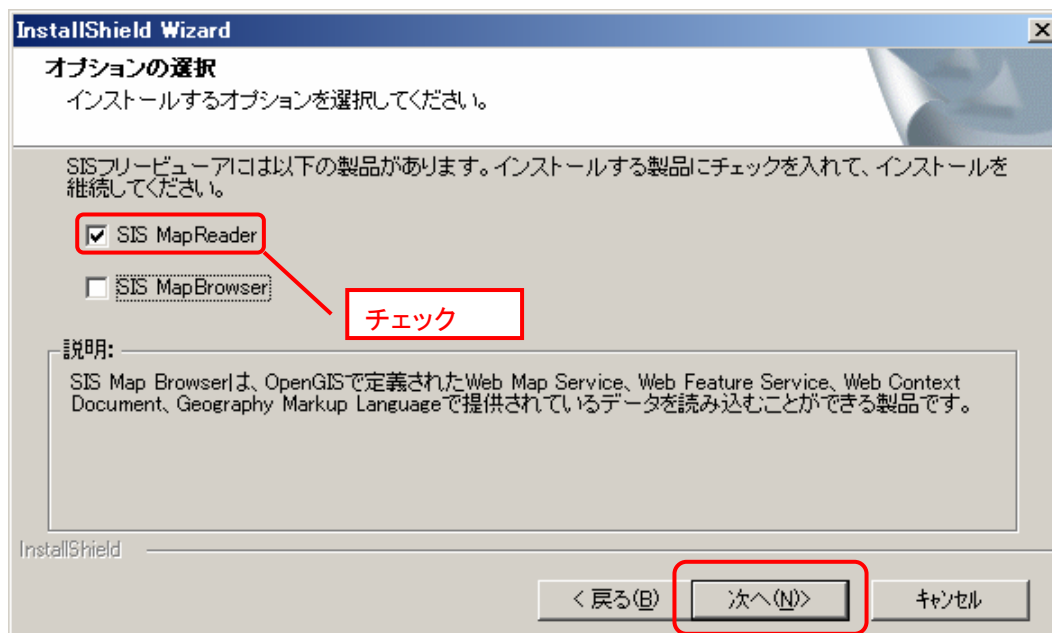 InstallShield Wizard
オプションの選択
インストールするオプションを選択してください。
SISフリービューアには以下の製品があります。インストールする製品にチェックを入れて、インストールを
継続してください。
SIS MapReader
SIS MapBrowser
チェック
説明:
SIS Map Browserは、OpenGISで定義されたWeb Map Service、Web Feature Service、Web Context
Document、Geography Markup Languageで提供されているデータを読み込むことができる製品です。
InstallShield
< 戻る(B)
次へ(N)>
キャンセル